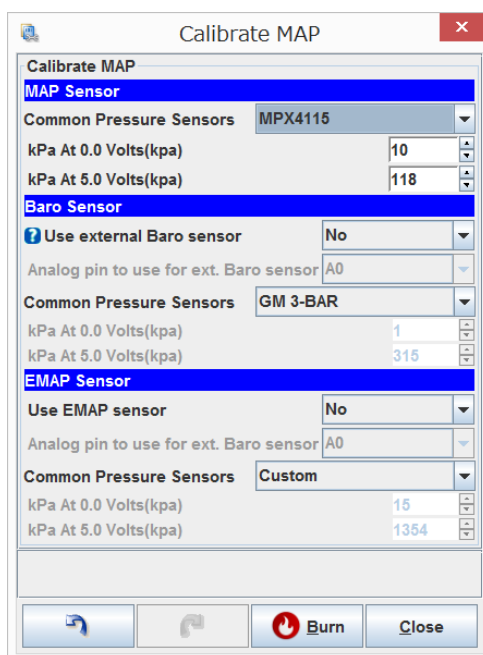 Calibrate MAP
Calibrate MAP
MAP Sensor
Common Pressure Sensors MPX4115
kPa At 0.0 Volts(kpa) 10
kPa At 5.0 Volts(kpa) 118
Baro Sensor
Use external Baro sensor No
Analog pin to use for ext. Baro sensor A0
Common Pressure Sensors GM 3-BAR
kPa At 0.0 Volts(kpa) 1
kPa At 5.0 Volts(kpa) 315
EMAP Sensor
Use EMAP sensor No
Analog pin to use for ext. Baro sensor A0
Common Pressure Sensors Custom
kPa At 0.0 Volts(kpa) 15
kPa At 5.0 Volts(kpa) 1354
Burn Close